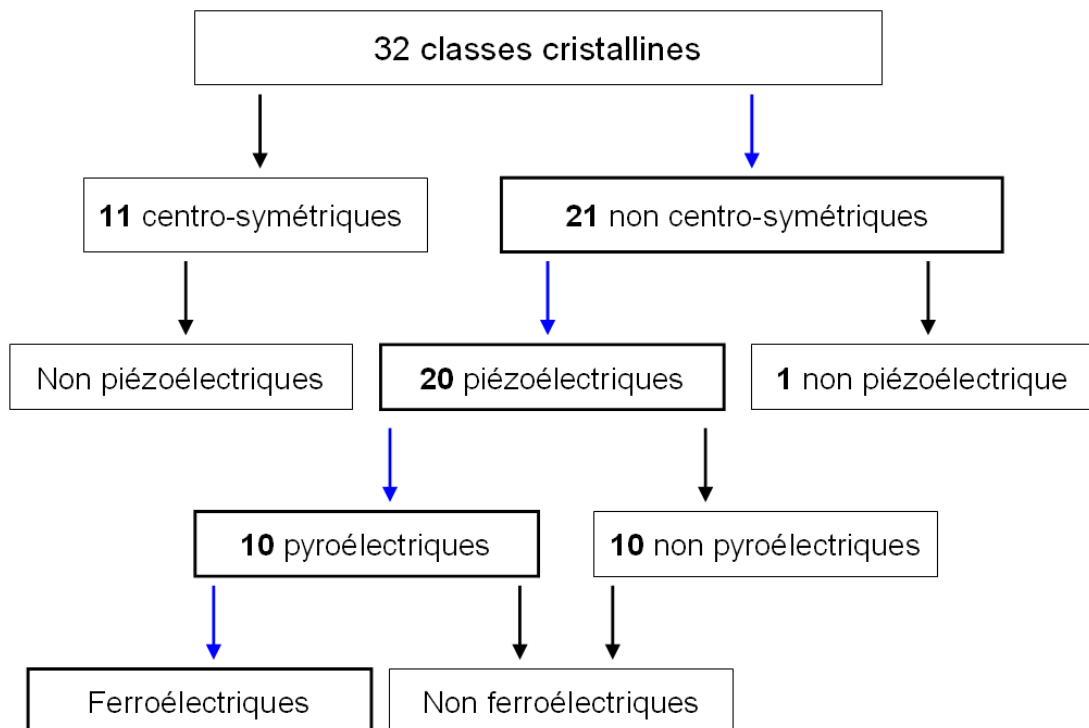 32 classes cristallines
11 centro-symétriques
21 non centro-symétriques
Non piézoélectriques
20 piézoélectriques
1 non piézoélectrique
10 pyroélectriques
10 non pyroélectriques
Ferroélectriques
Non ferroélectriques